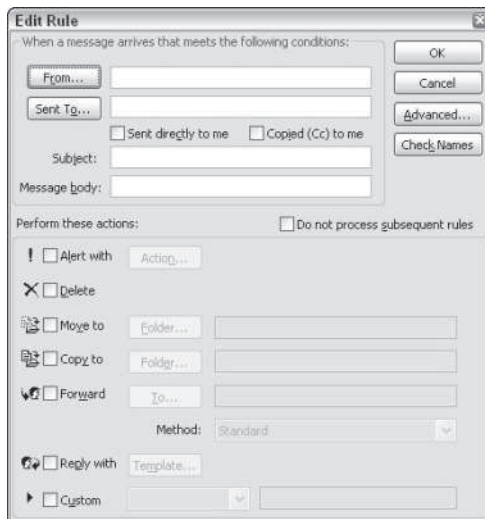 Edit Rule
When a message arrives that meets the following conditions:
OK
From...
Cancel
Sent To...
Advanced...
Sent directly to me Copied (Cc) to me
Check Names
Subject:
Message body:
Perform these actions: Do not process subsequent rules
Alert with Action...
Delete
Move to Folder...
Copy to Folder...
Forward To...
Method: Standard
Reply with Template...
Custom